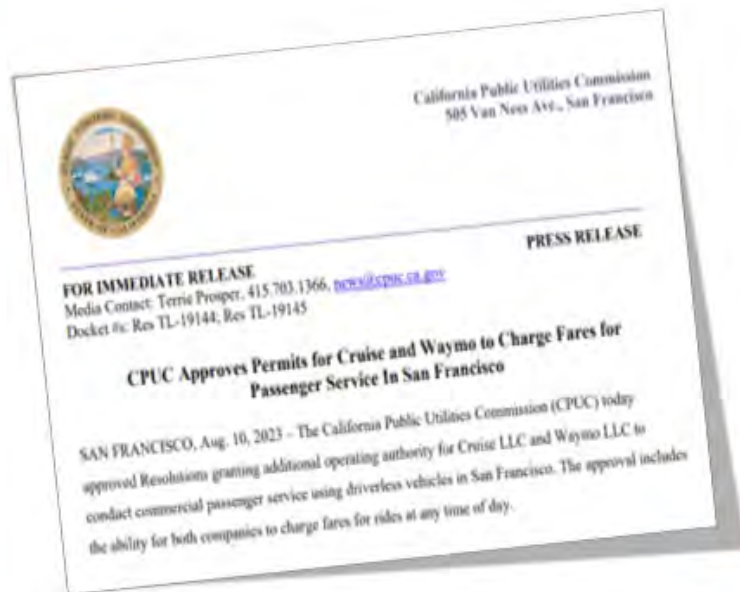 California Public Utilities Commission
505 Van Ness Ave., San Francisco
PRESS RELEASE
FOR IMMEDIATE RELEASE
Media Contact: Terrie Prosper, 415.703.1366, news@cpuc.ca.gov
Docket #s: Res TL-19144; Res TL-19145
CPUC Approves Permits for Cruise and Waymo to Charge Fares for
Passenger Service In San Francisco
SAN FRANCISCO, Aug. 10, 2023 – The California Public Utilities Commission (CPUC) today
approved Resolutions granting additional operating authority for Cruise LLC and Waymo LLC to
conduct commercial passenger service using driverless vehicles in San Francisco. The approval includes
the ability for both companies to charge fares for rides at any time of day.